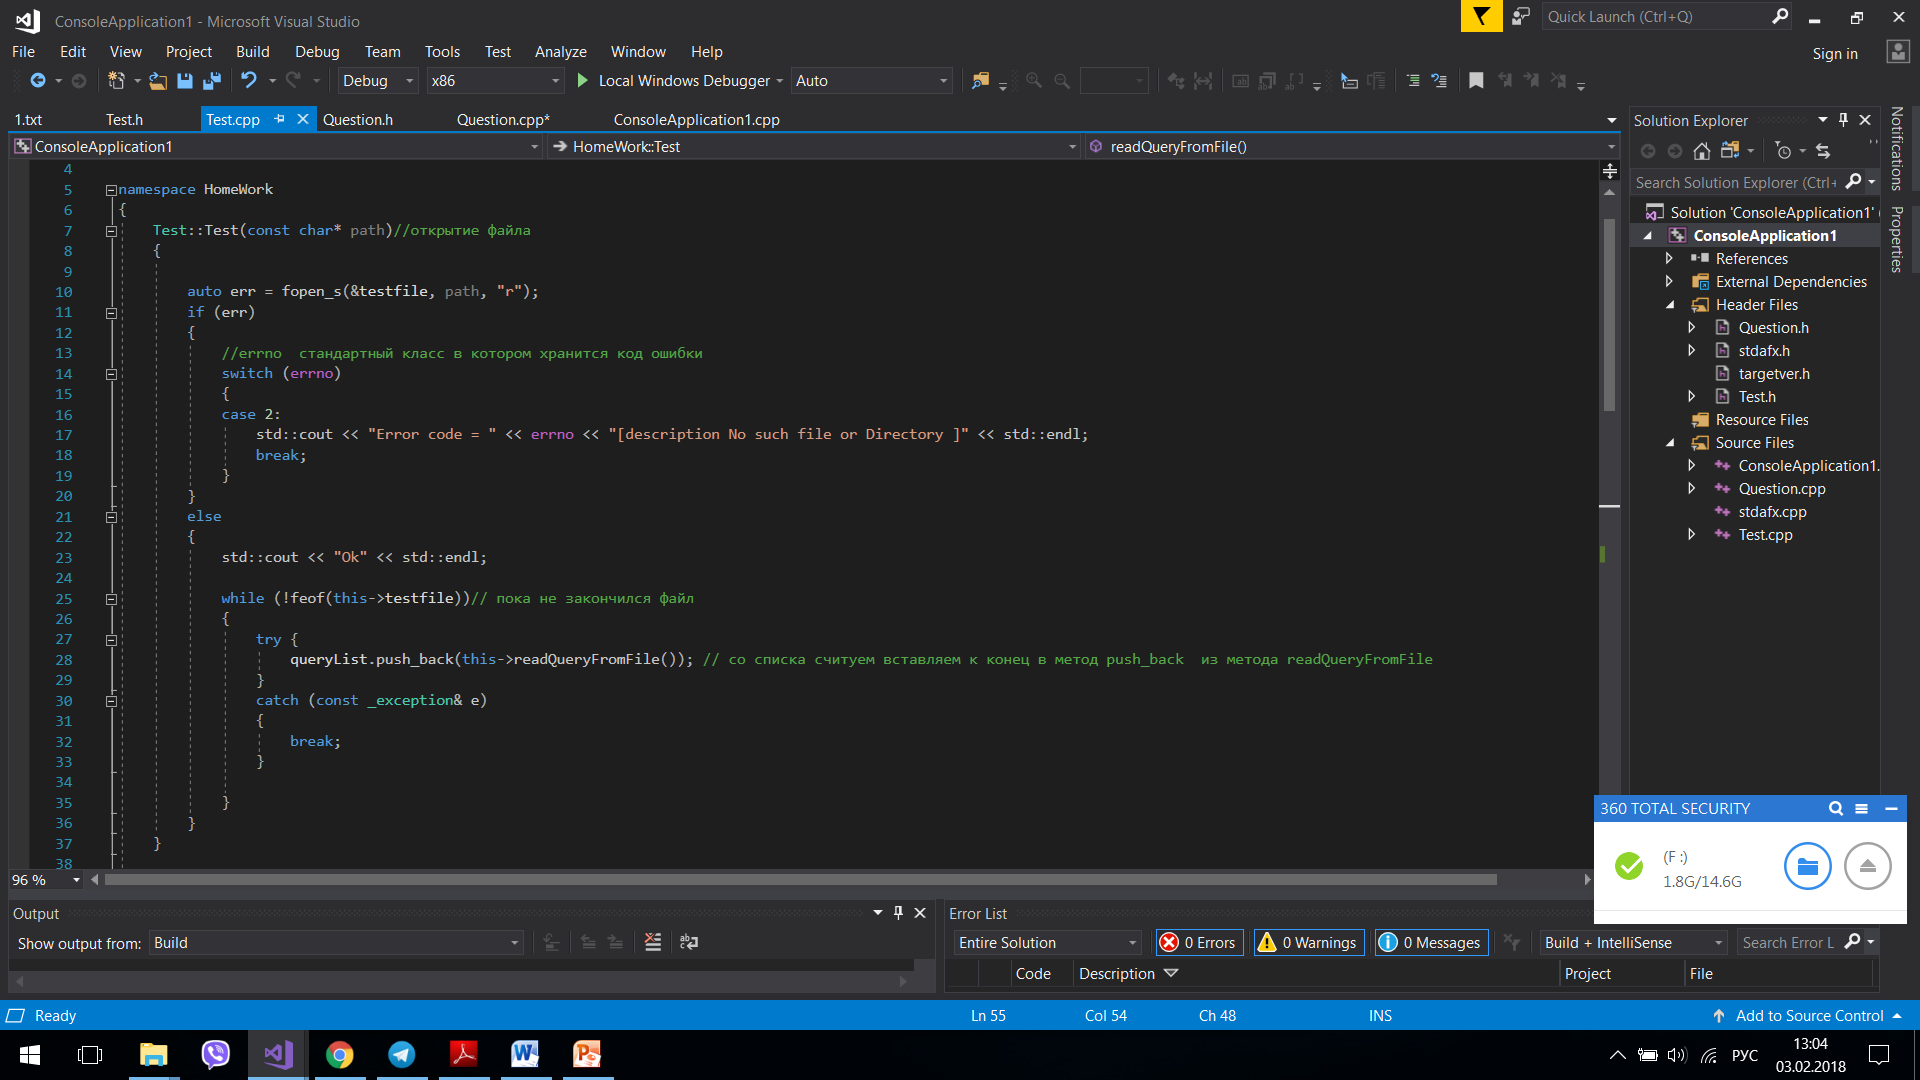 ConsoleApplication1 - Microsoft Visual Studio
Quick Launch (Ctrl+Q)
File Edit View Project Build Debug Team Tools Test Analyze Window Help
Sign in
Debug x86 Local Windows Debugger Auto
1.txt Test.h Test.cpp Question.h Question.cpp* ConsoleApplication1.cpp
ConsoleApplication1 HomeWork::Test readQueryFromFile()
4
5 namespace HomeWork
6 {
7 Test::Test(const char* path)//открытие файла
8 {
9
10 auto err = fopen_s(&testfile, path, "r");
11 if (err)
12 {
13 //errno  стандартный класс в котором хранится код ошибки
14 switch (errno)
15 {
16 case 2:
17 std::cout << "Error code = " << errno << "[description No such file or Directory ]" << std::endl;
18 break;
19 }
20 }
21 else
22 {
23 std::cout << "Ok" << std::endl;
24
25 while (!feof(this->testfile))// пока не закончился файл
26 {
27 try {
28 queryList.push_back(this->readQueryFromFile()); // со списка считуем вставляем к конец в метод push_back  из метода readQueryFromFile
29 }
30 catch (const _exception& e)
31 {
32 break;
33 }
34
35 }
36 }
37 }
38
96 %
Solution Explorer
Search Solution Explorer (Ctrl+
Solution 'ConsoleApplication1' (
ConsoleApplication1
References
External Dependencies
Header Files
Question.h
stdafx.h
targetver.h
Test.h
Resource Files
Source Files
ConsoleApplication1.
Question.cpp
stdafx.cpp
Test.cpp
Notifications
Properties
360 TOTAL SECURITY
(F :)
1.8G/14.6G
Output
Show output from: Build
Error List
Entire Solution 0 Errors 0 Warnings 0 Messages Build + IntelliSense Search Error L
Code Description Project File
Ready Ln 55 Col 54 Ch 48 INS Add to Source Control
РУС 13:04
03.02.2018